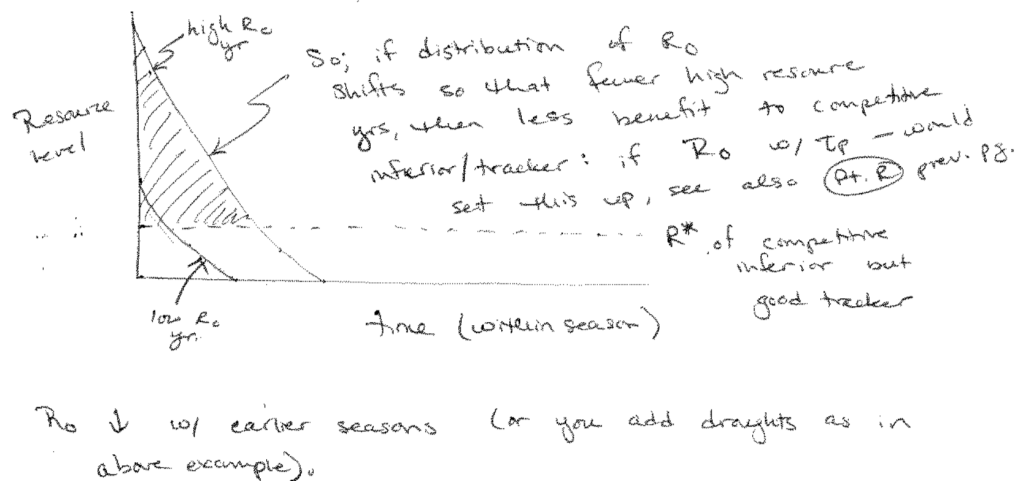 high R₀
yr
So; if distribution of R₀
shifts so that fewer high resource
yrs, then less benefit to competitive
inferior/tracker: if R₀ w/ τp – would
set this up, see also pt. R prev. pg.
Resource
level
R* of competitive
inferior but
good tracker
low R₀
yr.
time (within season)
R₀ ↓ w/ earlier seasons (or you add draughts as in
above example).